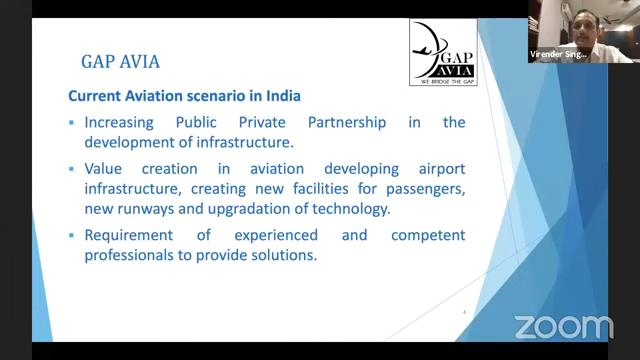 GAP AVIA
GAP
AVIA
WE BRIDGE THE GAP
Virender Sing...
Current Aviation scenario in India
Increasing Public Private Partnership in the
development of infrastructure.
Value creation in aviation developing airport
infrastructure, creating new facilities for passengers,
new runways and upgradation of technology.
Requirement of experienced and competent
professionals to provide solutions.
4
zoom